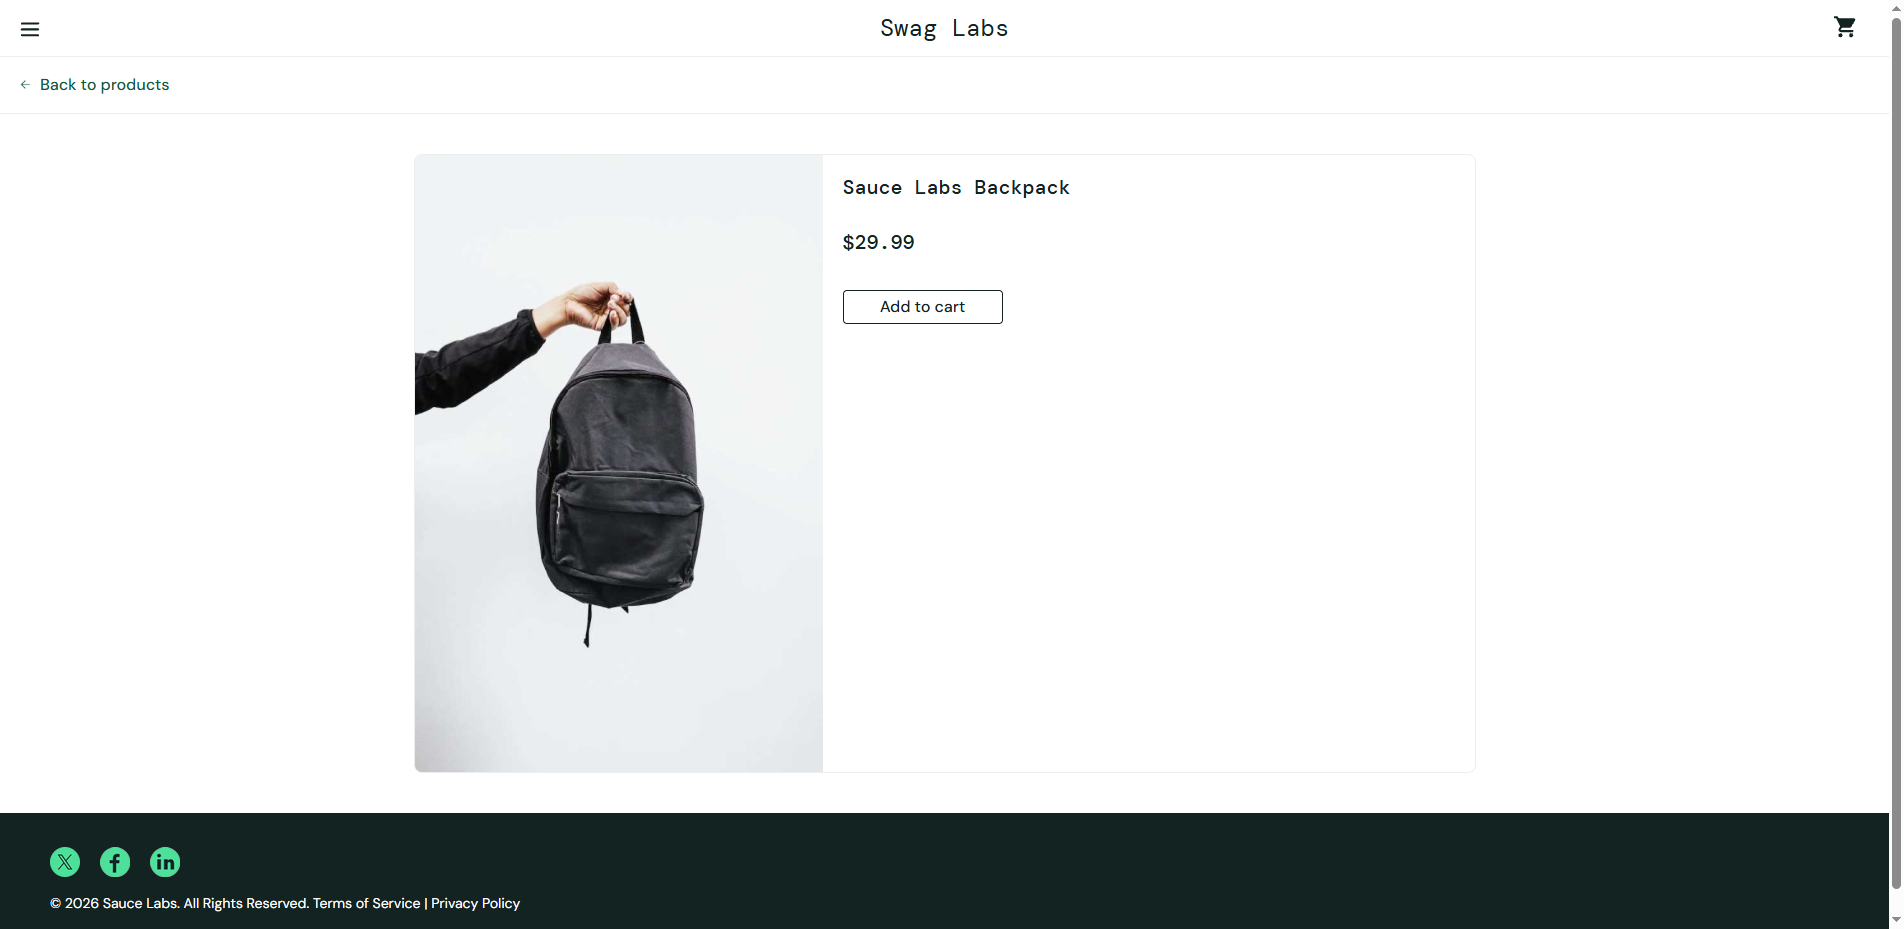 Swag Labs
Back to products
Sauce Labs Backpack
$29.99
Add to cart
© 2026 Sauce Labs. All Rights Reserved. Terms of Service | Privacy Policy